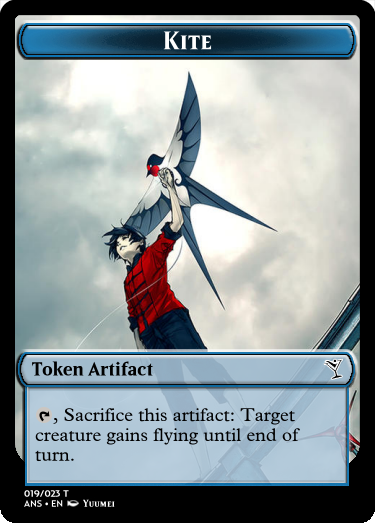 Kite
Token Artifact
, Sacrifice this artifact: Target
creature gains flying until end of
turn.
019/023 T
ANS • EN Yuumei